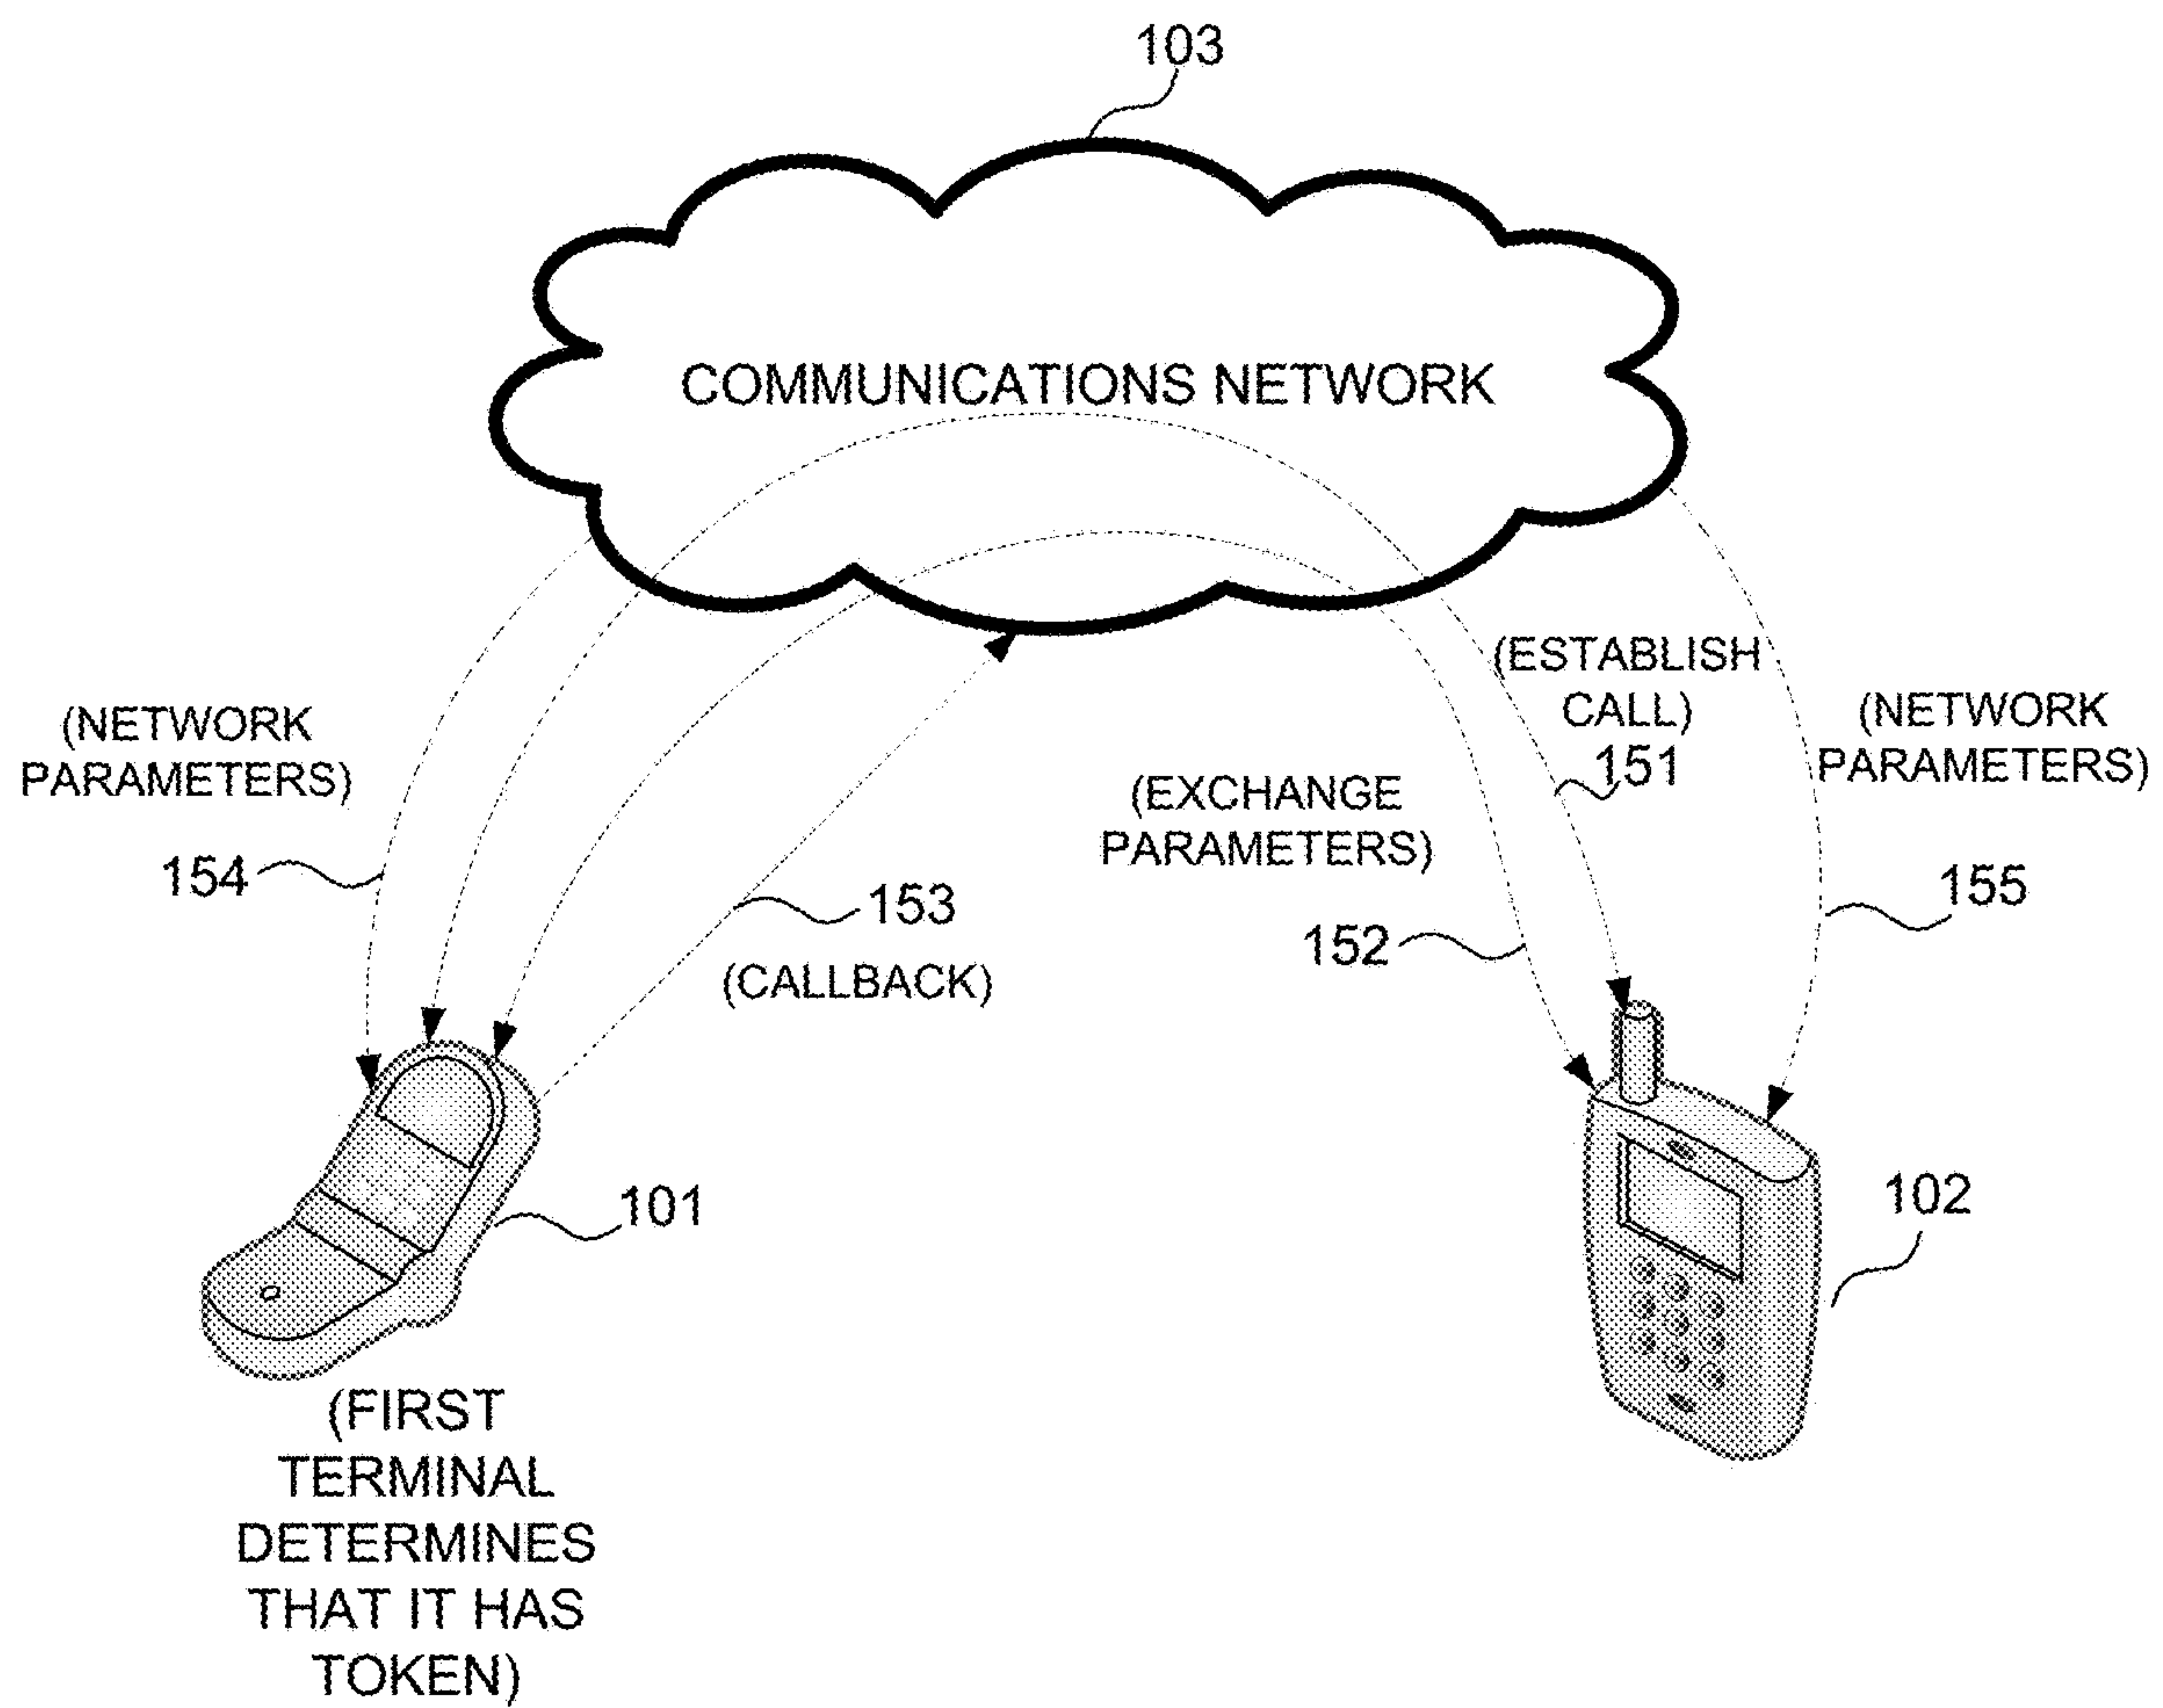 103
COMMUNICATIONS NETWORK
(NETWORK
PARAMETERS)
154
153
(CALLBACK)
(EXCHANGE
PARAMETERS)
152
(ESTABLISH
CALL)
151
(NETWORK
PARAMETERS)
155
101
102
(FIRST
TERMINAL
DETERMINES
THAT IT HAS
TOKEN)